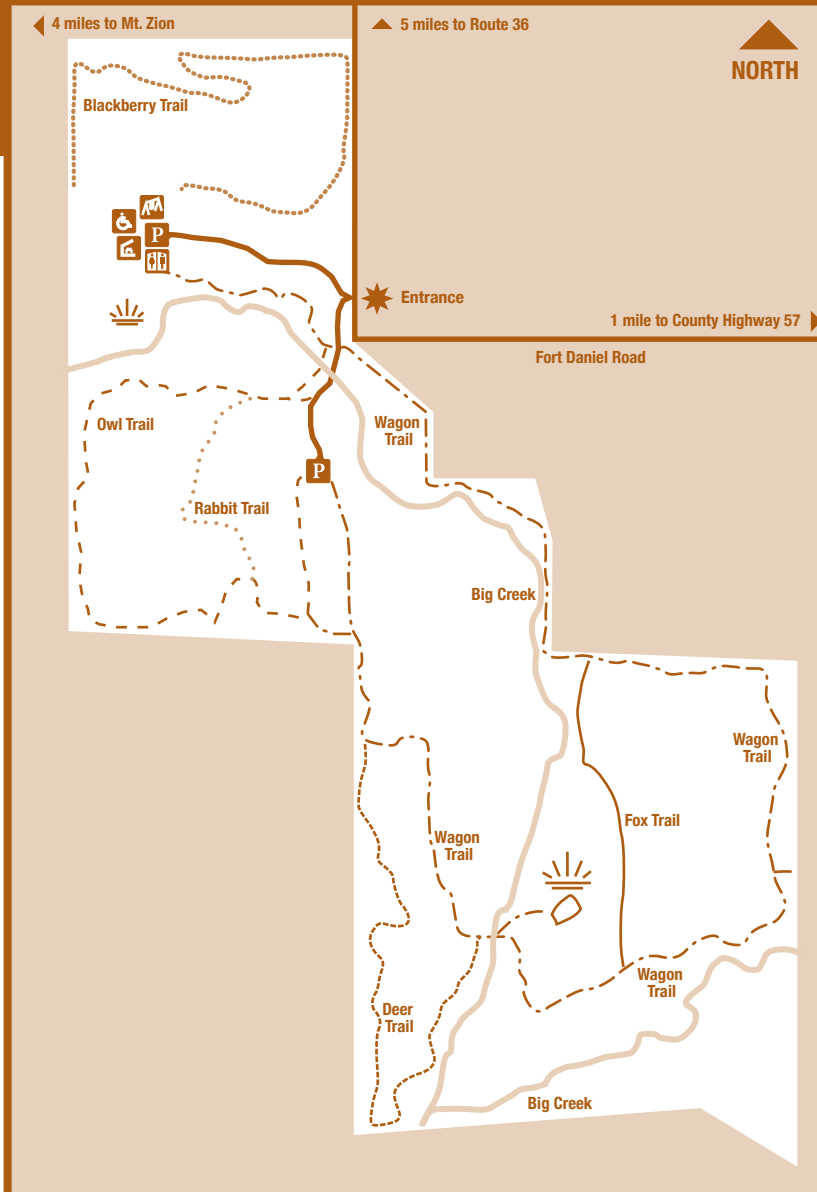 4 miles to Mt. Zion
5 miles to Route 36
NORTH
Blackberry Trail
P
Entrance
1 mile to County Highway 57
Fort Daniel Road
Owl Trail
Wagon
Trail
P
Rabbit Trail
Big Creek
Wagon
Trail
Fox Trail
Wagon
Trail
Wagon
Trail
Deer
Trail
Big Creek